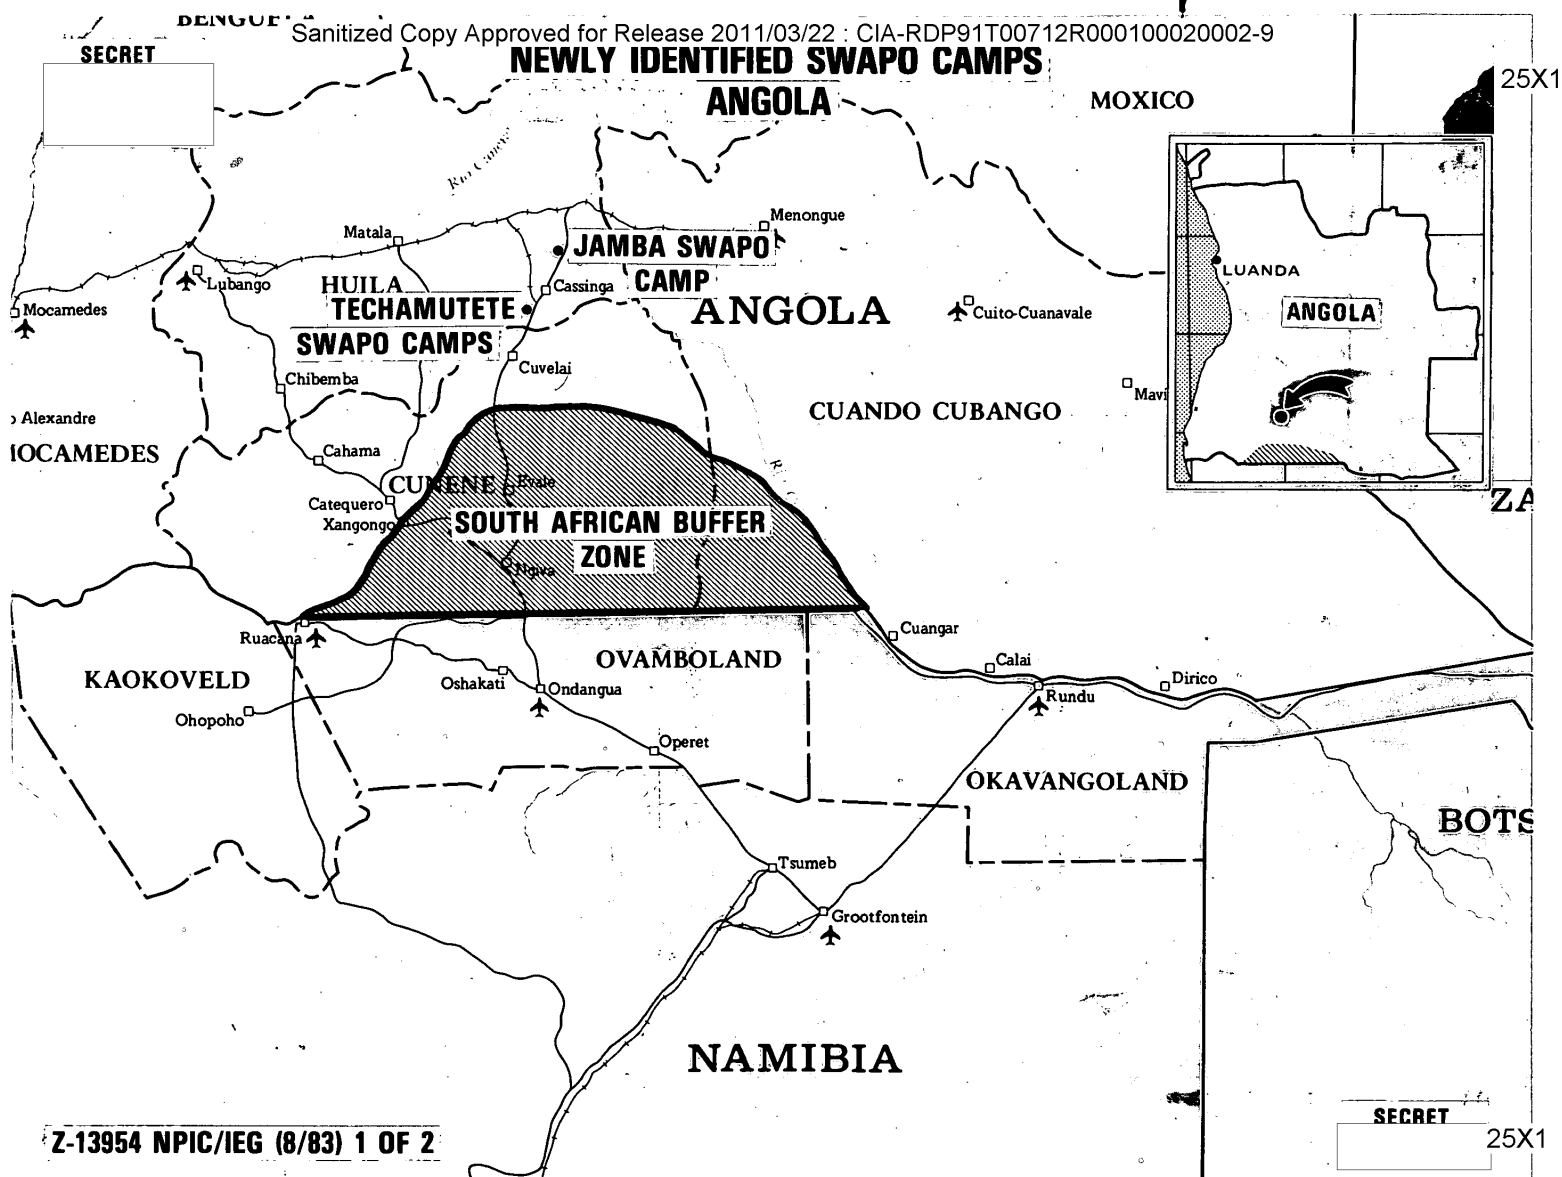 Sanitized Copy Approved for Release 2011/03/22 : CIA-RDP91T00712R000100020002-9
SECRET
NEWLY IDENTIFIED SWAPO CAMPS
ANGOLA
25X1
MOXICO
Menongue
Matala
JAMBA SWAPO
CAMP
LUANDA
Lubango
HUILA
Cassinga
TECHAMUTETE
SWAPO CAMPS
ANGOLA
ANGOLA
Cuito-Cuanavale
Mocamedes
Cuvelai
Chibemba
Mavi
Alexandre
CUANDO CUBANGO
OCAMEDES
Cahama
CUNENE
Evale
Catequero
Xangongo
SOUTH AFRICAN BUFFER
ZONE
Ngiva
ZA
Ruacana
Cuangar
KAOKOVELD
OVAMBOLAND
Calai
Oshakati
Ondangua
Dirico
Rundu
Ohopoho
Operet
OKAVANGOLAND
BOTS
Tsumeb
Grootfontein
NAMIBIA
Z-13954 NPIC/IEG (8/83) 1 OF 2
SECRET
25X1